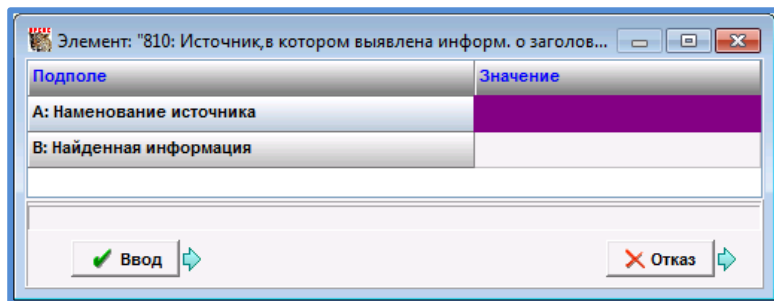 Элемент: "810: Источник,в котором выявлена информ. о заголов...
Подполе Значение
A: Наменование источника
B: Найденная информация
Ввод Отказ